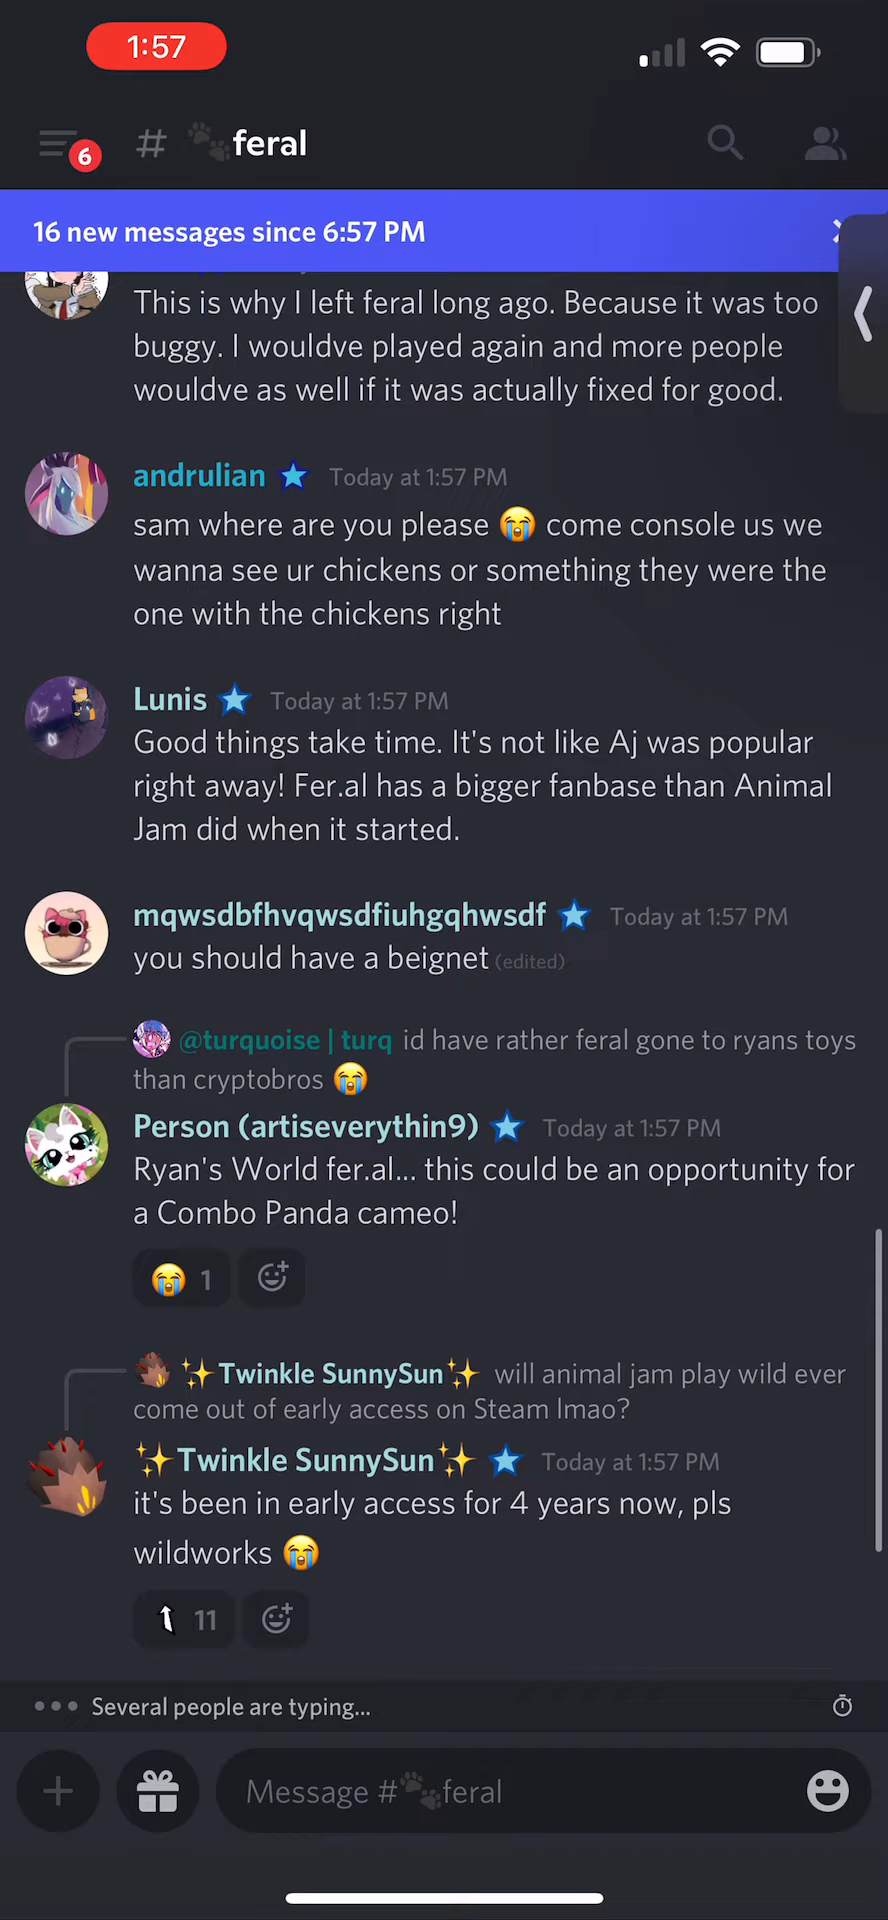 1:57
6
# 🐾feral
16 new messages since 6:57 PM
This is why I left feral long ago. Because it was too
buggy. I wouldve played again and more people
wouldve as well if it was actually fixed for good.
andrulian Today at 1:57 PM
sam where are you please 😭 come console us we
wanna see ur chickens or something they were the
one with the chickens right
Lunis Today at 1:57 PM
Good things take time. It's not like Aj was popular
right away! Fer.al has a bigger fanbase than Animal
Jam did when it started.
mqwsdbfhvqwsdfiuhgqhwsdf Today at 1:57 PM
you should have a beignet (edited)
@turquoise | turq id have rather feral gone to ryans toys
than cryptobros 😭
Person (artiseverythin9) Today at 1:57 PM
Ryan's World fer.al... this could be an opportunity for
a Combo Panda cameo!
😭 1
✨Twinkle SunnySun✨ will animal jam play wild ever
come out of early access on Steam lmao?
✨Twinkle SunnySun✨ Today at 1:57 PM
it's been in early access for 4 years now, pls
wildworks 😭
11
Several people are typing...
Message #🐾feral